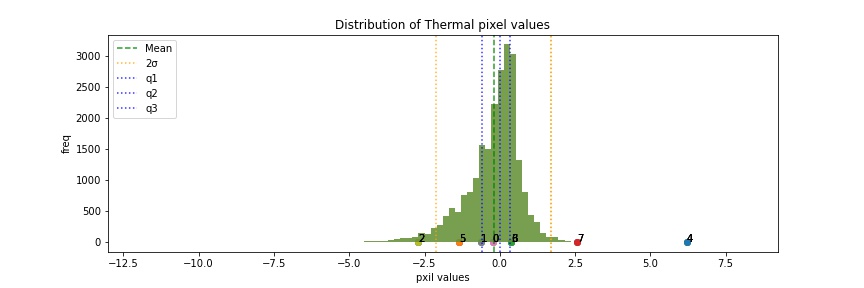 Distribution of Thermal pixel values
Mean
2σ
q1
q2
q3
freq
3000
2500
2000
1500
1000
500
0
2 5 1 0 7 4
−12.5 −10.0 −7.5 −5.0 −2.5 0.0 2.5 5.0 7.5
pxil values